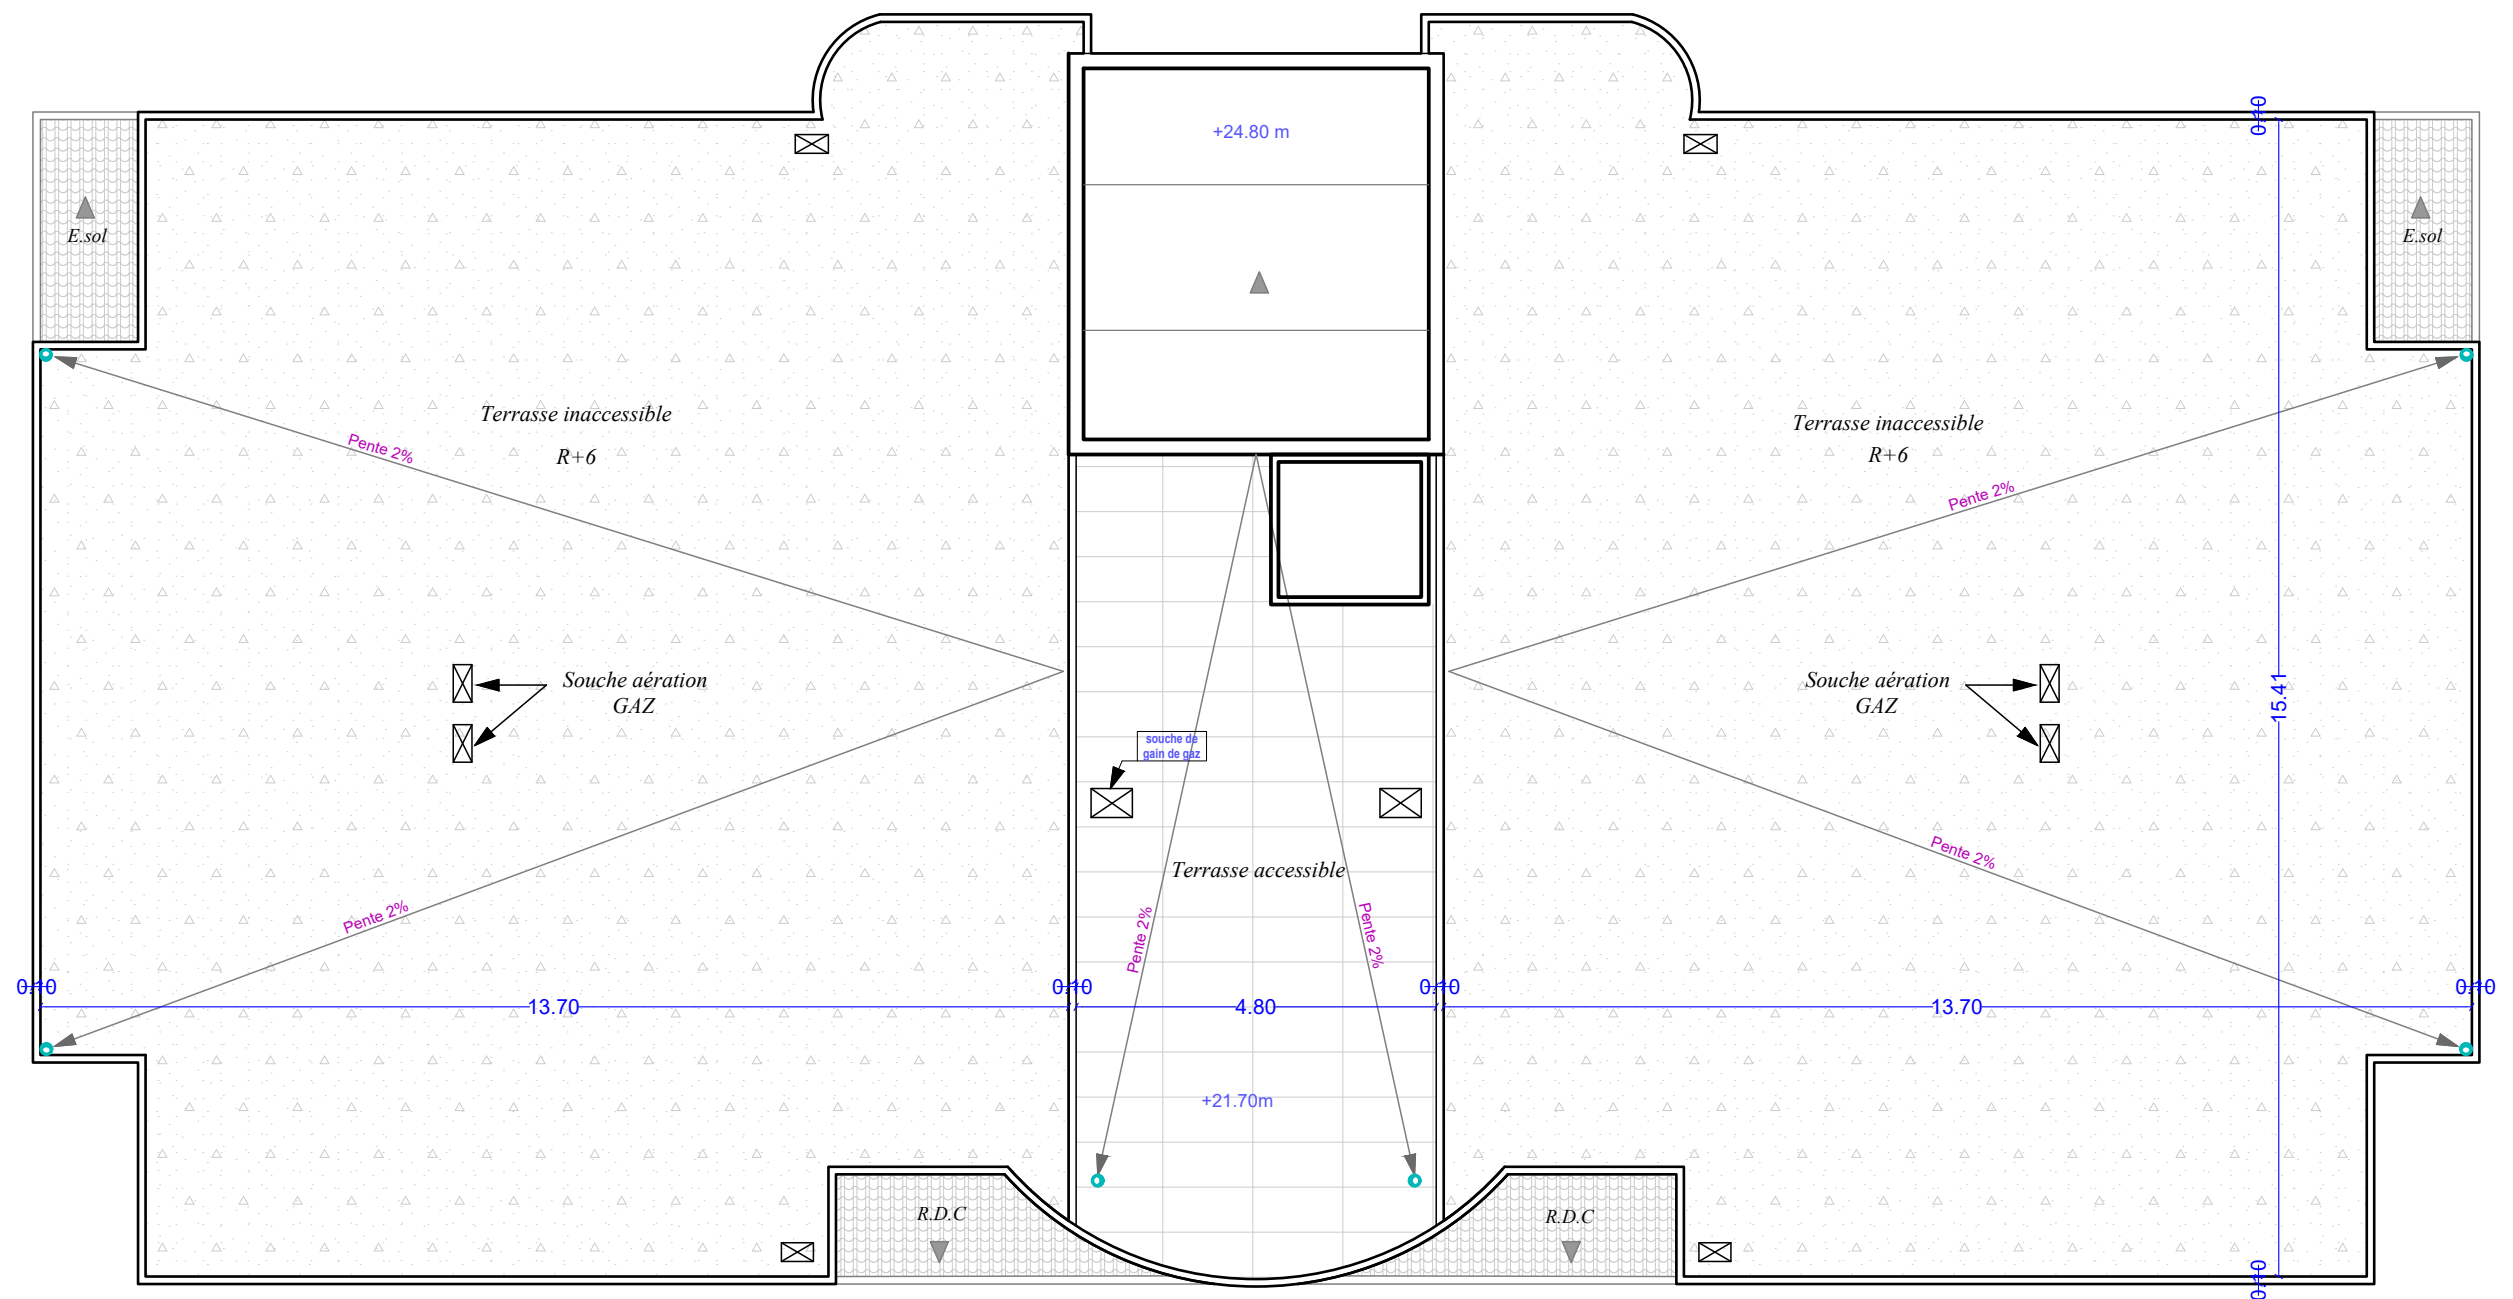 0.10
+24.80 m
E.sol
E.sol
Terrasse inaccessible
R+6
Terrasse inaccessible
R+6
Pente 2%
Pente 2%
Souche aération
GAZ
Souche aération
GAZ
15.41
souche de
gain de gaz
Terrasse accessible
Pente 2%
Pente 2%
Pente 2%
Pente 2%
0.10
0.10
0.10
0.10
13.70
4.80
13.70
+21.70m
R.D.C
R.D.C
0.10